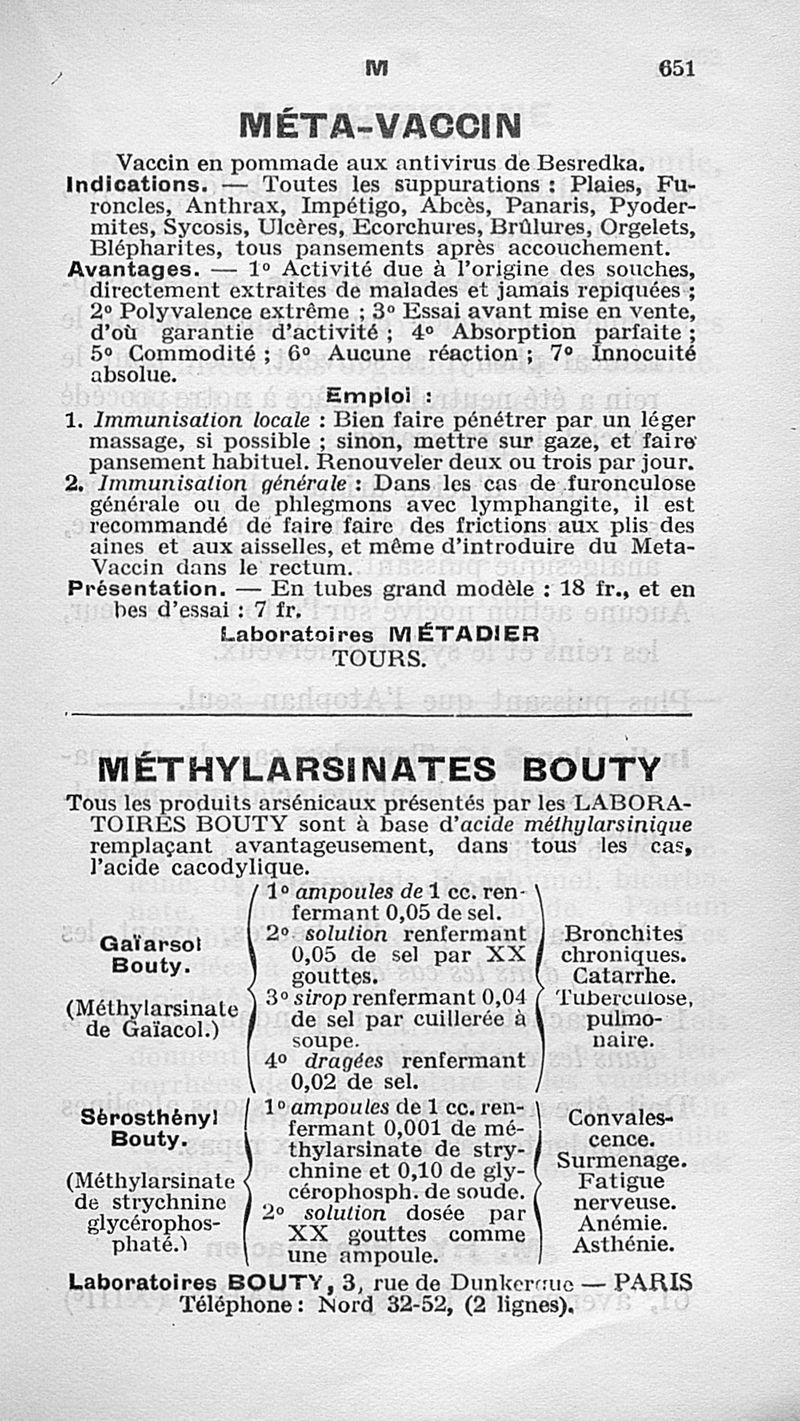 M 651
MÉTA-VACCIN
Vaccin en pommade aux antivirus de Besredka.
Indications. — Toutes les suppurations : Plaies, Fu-
roncles, Anthrax, Impétigo, Abcès, Panaris, Pyoder-
mites, Sycosis, Ulcères, Ecorchures, Brûlures, Orgelets,
Blépharites, tous pansements après accouchement.
Avantages. — 1º Activité due à l'origine des souches,
directement extraites de malades et jamais repiquées ;
2º Polyvalence extrême ; 3º Essai avant mise en vente,
d'où garantie d'activité ; 4º Absorption parfaite ;
5º Commodité ; 6º Aucune réaction ; 7º Innocuité
absolue.
Emploi :
1. Immunisation locale : Bien faire pénétrer par un léger
massage, si possible ; sinon, mettre sur gaze, et faire
pansement habituel. Renouveler deux ou trois par jour.
2. Immunisation générale : Dans les cas de furonculose
générale ou de phlegmons avec lymphangite, il est
recommandé de faire faire des frictions aux plis des
aines et aux aisselles, et même d'introduire du Meta-
Vaccin dans le rectum.
Présentation. — En tubes grand modèle : 18 fr., et en
bes d'essai : 7 fr.
Laboratoires MÉTADIER
TOURS.
MÉTHYLARSINATES BOUTY
Tous les produits arsénicaux présentés par les LABORA-
TOIRES BOUTY sont à base d'acide méthylarsinique
remplaçant avantageusement, dans tous les cas,
l'acide cacodylique.
Gaïarsol
Bouty.
(Méthylarsinate
de Gaïacol.)
1º ampoules de 1 cc. ren-
fermant 0,05 de sel.
2º solution renfermant
0,05 de sel par XX
gouttes.
3º sirop renfermant 0,04
de sel par cuillerée à
soupe.
4º dragées renfermant
0,02 de sel.
Bronchites
chroniques.
Catarrhe.
Tuberculose,
pulmo-
naire.
Sérosthényl
Bouty.
(Méthylarsinate
de strychnine
glycérophos-
phaté.)
1º ampoules de 1 cc. ren-
fermant 0,001 de mé-
thylarsinate de stry-
chnine et 0,10 de gly-
cérophosph. de soude.
2º solution dosée par
XX gouttes comme
une ampoule.
Convales-
cence.
Surmenage.
Fatigue
nerveuse.
Anémie.
Asthénie.
Laboratoires BOUTY, 3, rue de Dunkerque — PARIS
Téléphone : Nord 32-52, (2 lignes).